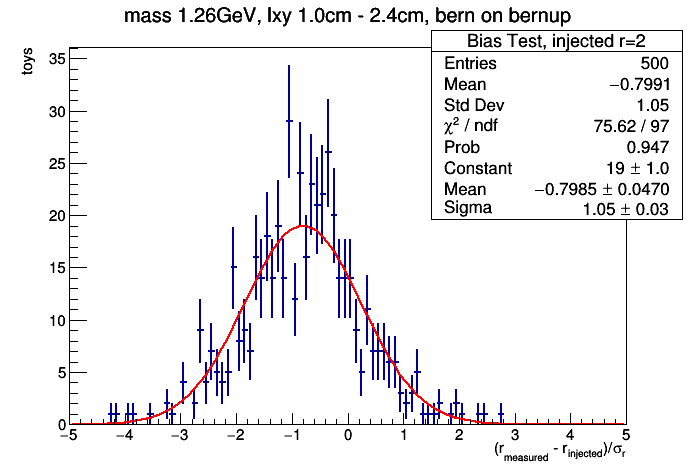 mass 1.26GeV, lxy 1.0cm - 2.4cm, bern on bernup
Bias Test, injected r=2
Entries 500
Mean −0.7991
Std Dev 1.05
χ² / ndf 75.62 / 97
Prob 0.947
Constant 19 ± 1.0
Mean −0.7985 ± 0.0470
Sigma 1.05 ± 0.03
toys
35
30
25
20
15
10
5
0
−5 −4 −3 −2 −1 0 1 2 3 4 5
(r_measured - r_injected)/σ_r